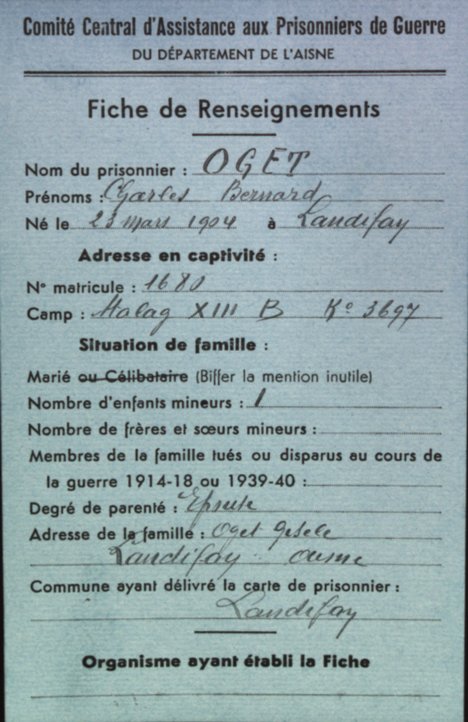 Comité Central d'Assistance aux Prisonniers de Guerre
DU DÉPARTEMENT DE L'AISNE
Fiche de Renseignements
Nom du prisonnier : OGET
Prénoms : Charles Bernard
Né le 23 mars 1904 à Landifay
Adresse en captivité :
N° matricule : 1680
Camp : Stalag XIII B K° 3697
Situation de famille :
Marié ou Célibataire (Biffer la mention inutile)
Nombre d'enfants mineurs : 1
Nombre de frères et sœurs mineurs :
Membres de la famille tués ou disparus au cours de
la guerre 1914-18 ou 1939-40 :
Degré de parenté :
Adresse de la famille : Oget
Landifay
Commune ayant délivré la carte de prisonnier :
Landifay
Organisme ayant établi la Fiche